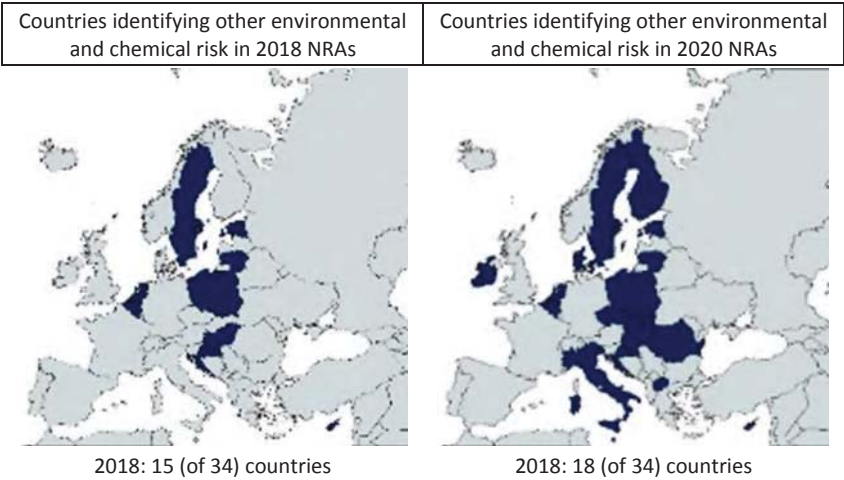 Countries identifying other environmental
and chemical risk in 2018 NRAs
Countries identifying other environmental
and chemical risk in 2020 NRAs
2018: 15 (of 34) countries
2018: 18 (of 34) countries